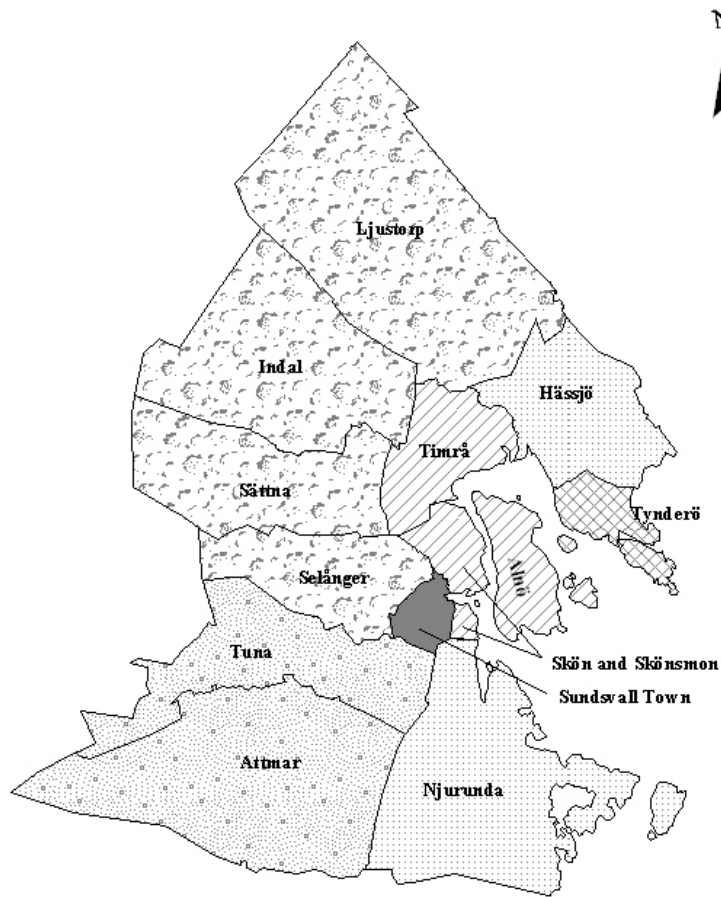 N
Ljustorp
Indal
Hässjö
Timrå
Sättna
Tynderö
Alnö
Selånger
Tuna
Skön and Skönsmon
Sundsvall Town
Attmar
Njurunda